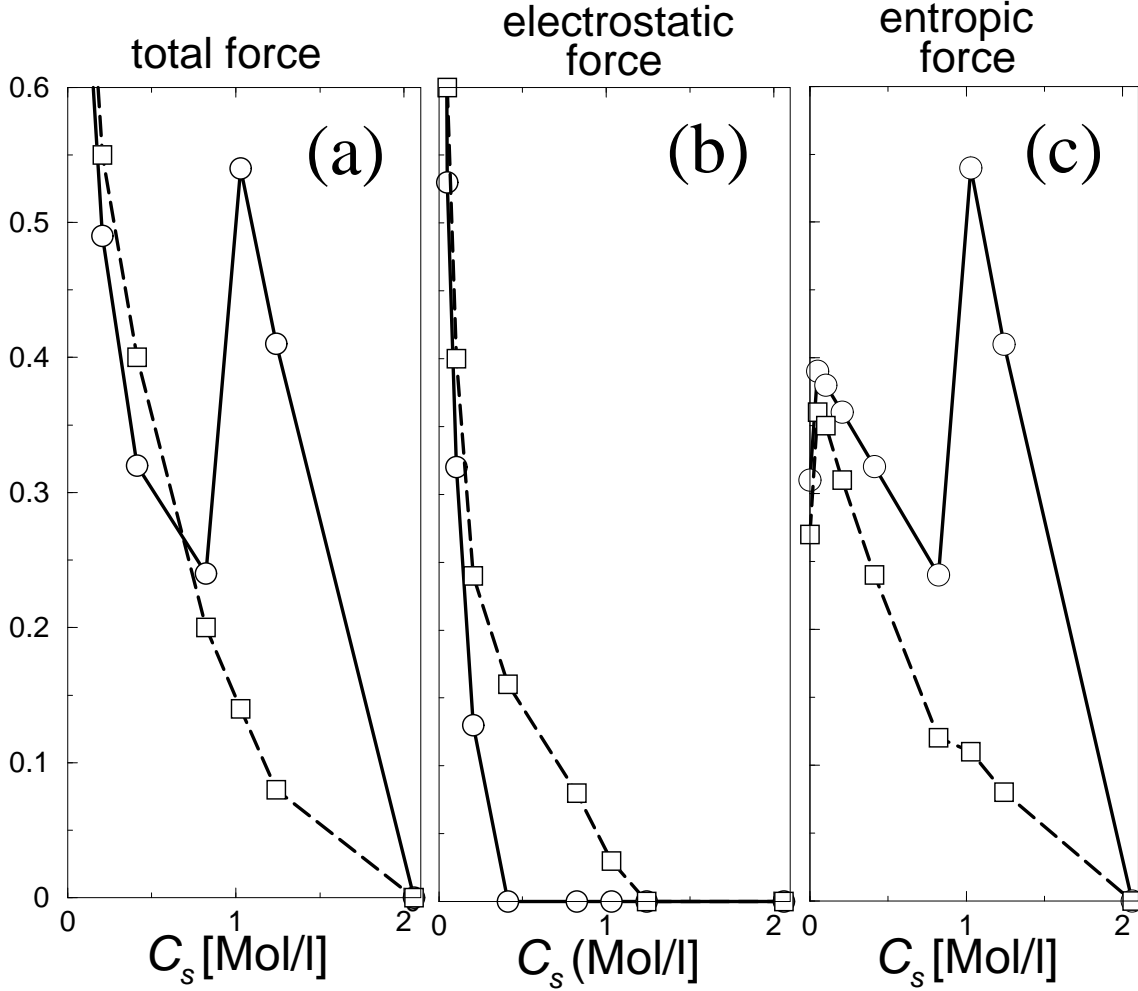 total force
electrostatic
force
entropic
force
(a)
(b)
(c)
0.6
0.5
0.4
0.3
0.2
0.1
0
0 1 2
0 1 2
0 1 2
C_s [Mol/l]
C_s (Mol/l]
C_s [Mol/l]